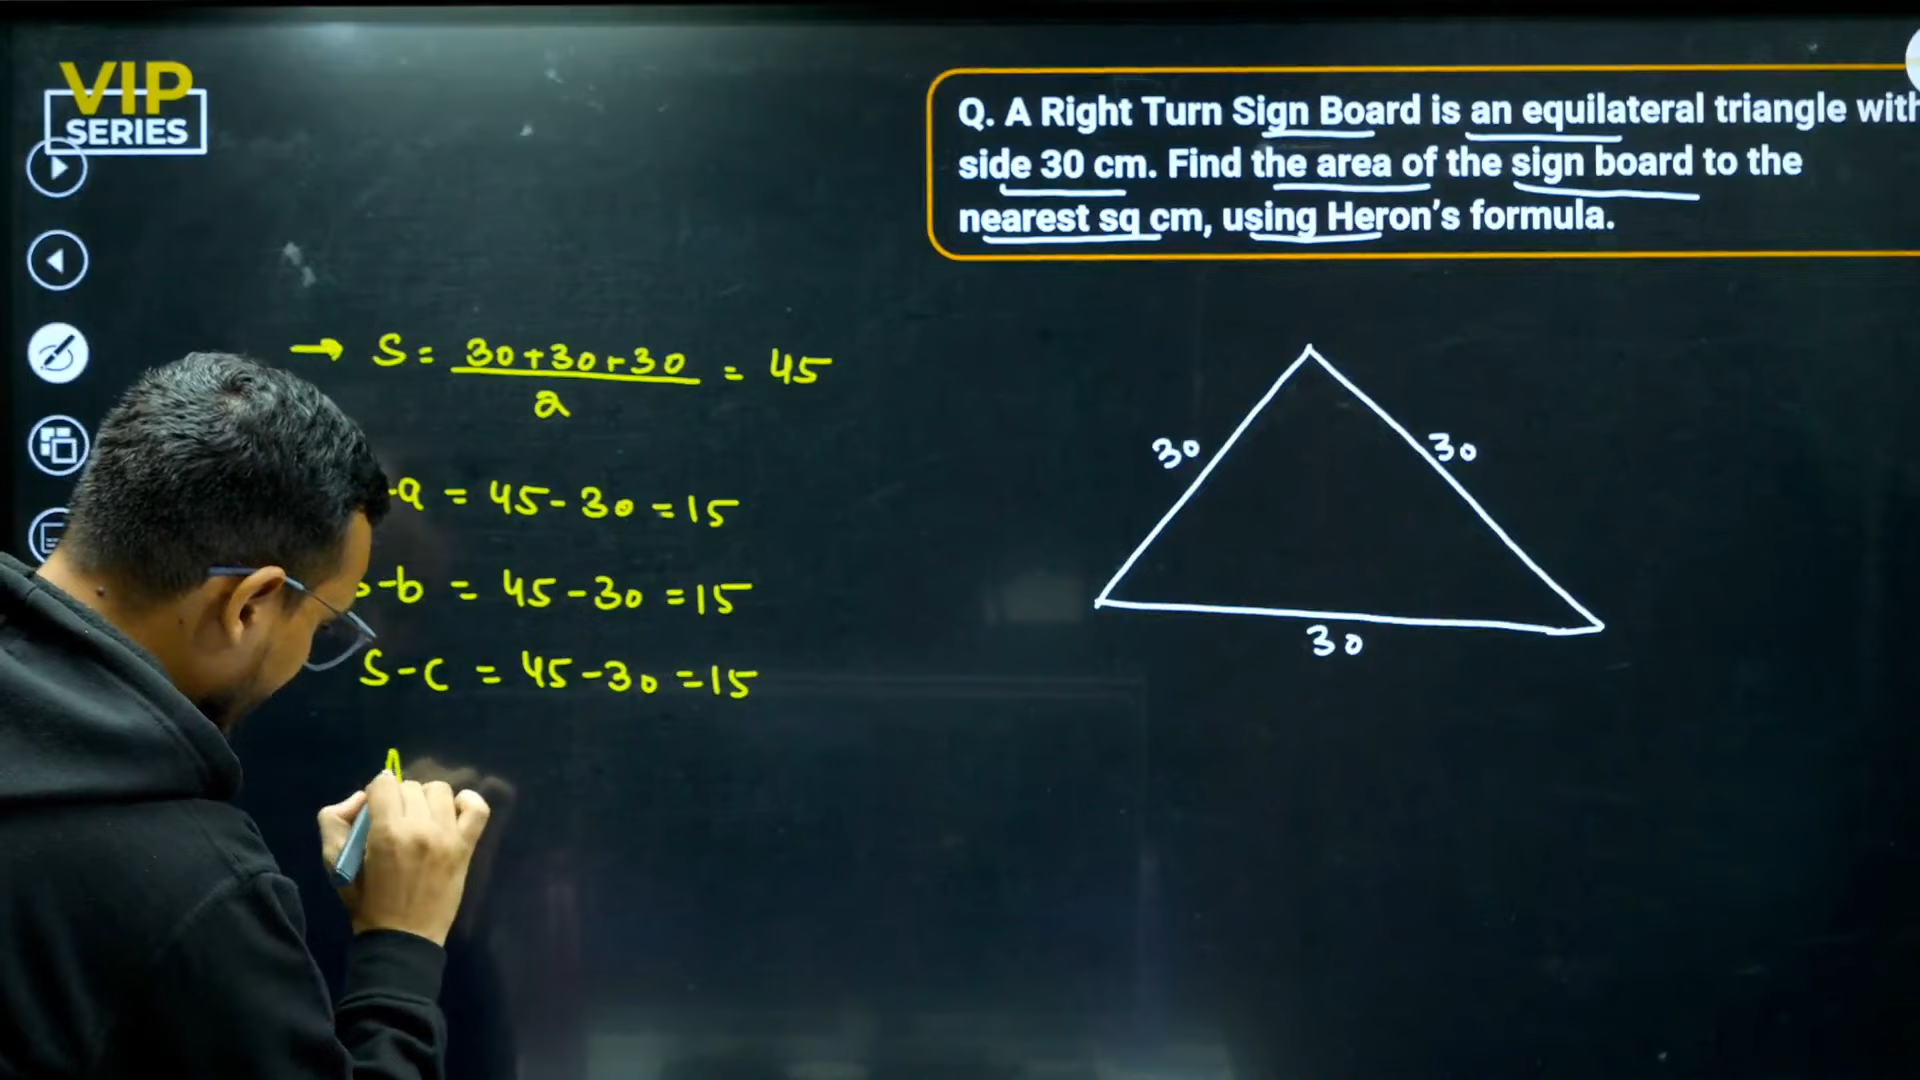 VIP
SERIES
Q. A Right Turn Sign Board is an equilateral triangle with
side 30 cm. Find the area of the sign board to the
nearest sq cm, using Heron's formula.
→ S = 30+30+30 / 2 = 45
-a = 45-30 = 15
-b = 45-30 = 15
S-C = 45-30 = 15
A
30
30
30